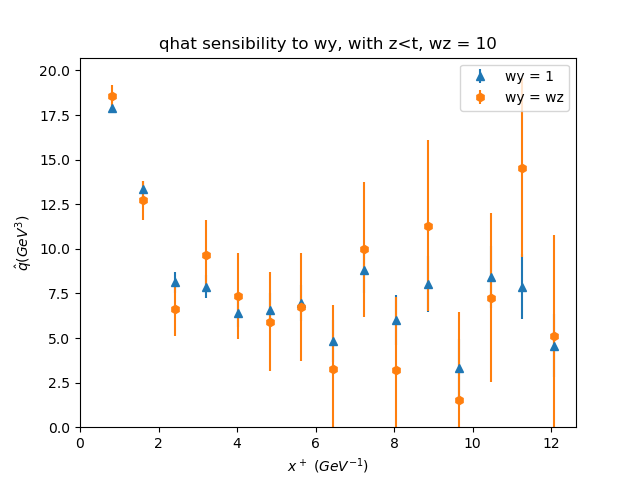 qhat sensibility to wy, with z<t, wz = 10
wy = 1
wy = wz
20.0
17.5
15.0
12.5
10.0
7.5
5.0
2.5
0.0
q̂(GeV³)
0 2 4 6 8 10 12
x⁺ (GeV⁻¹)